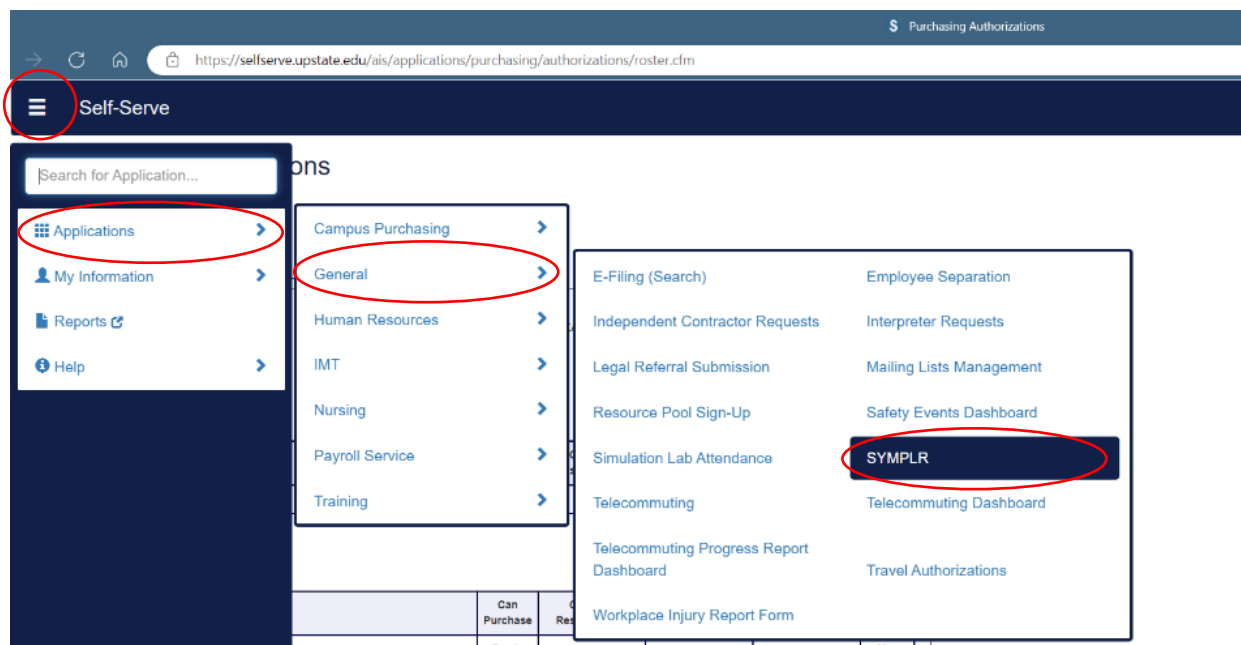 Purchasing Authorizations
https://selfserve.upstate.edu/ais/applications/purchasing/authorizations/roster.cfm
Self-Serve
Search for Application...
ons
Applications
My Information
Reports
Help
Campus Purchasing
General
Human Resources
IMT
Nursing
Payroll Service
Training
E-Filing (Search)
Employee Separation
Independent Contractor Requests
Interpreter Requests
Legal Referral Submission
Mailing Lists Management
Resource Pool Sign-Up
Safety Events Dashboard
Simulation Lab Attendance
SYMPLR
Telecommuting
Telecommuting Dashboard
Telecommuting Progress Report
Dashboard
Travel Authorizations
Workplace Injury Report Form
Can
Purchase
Res